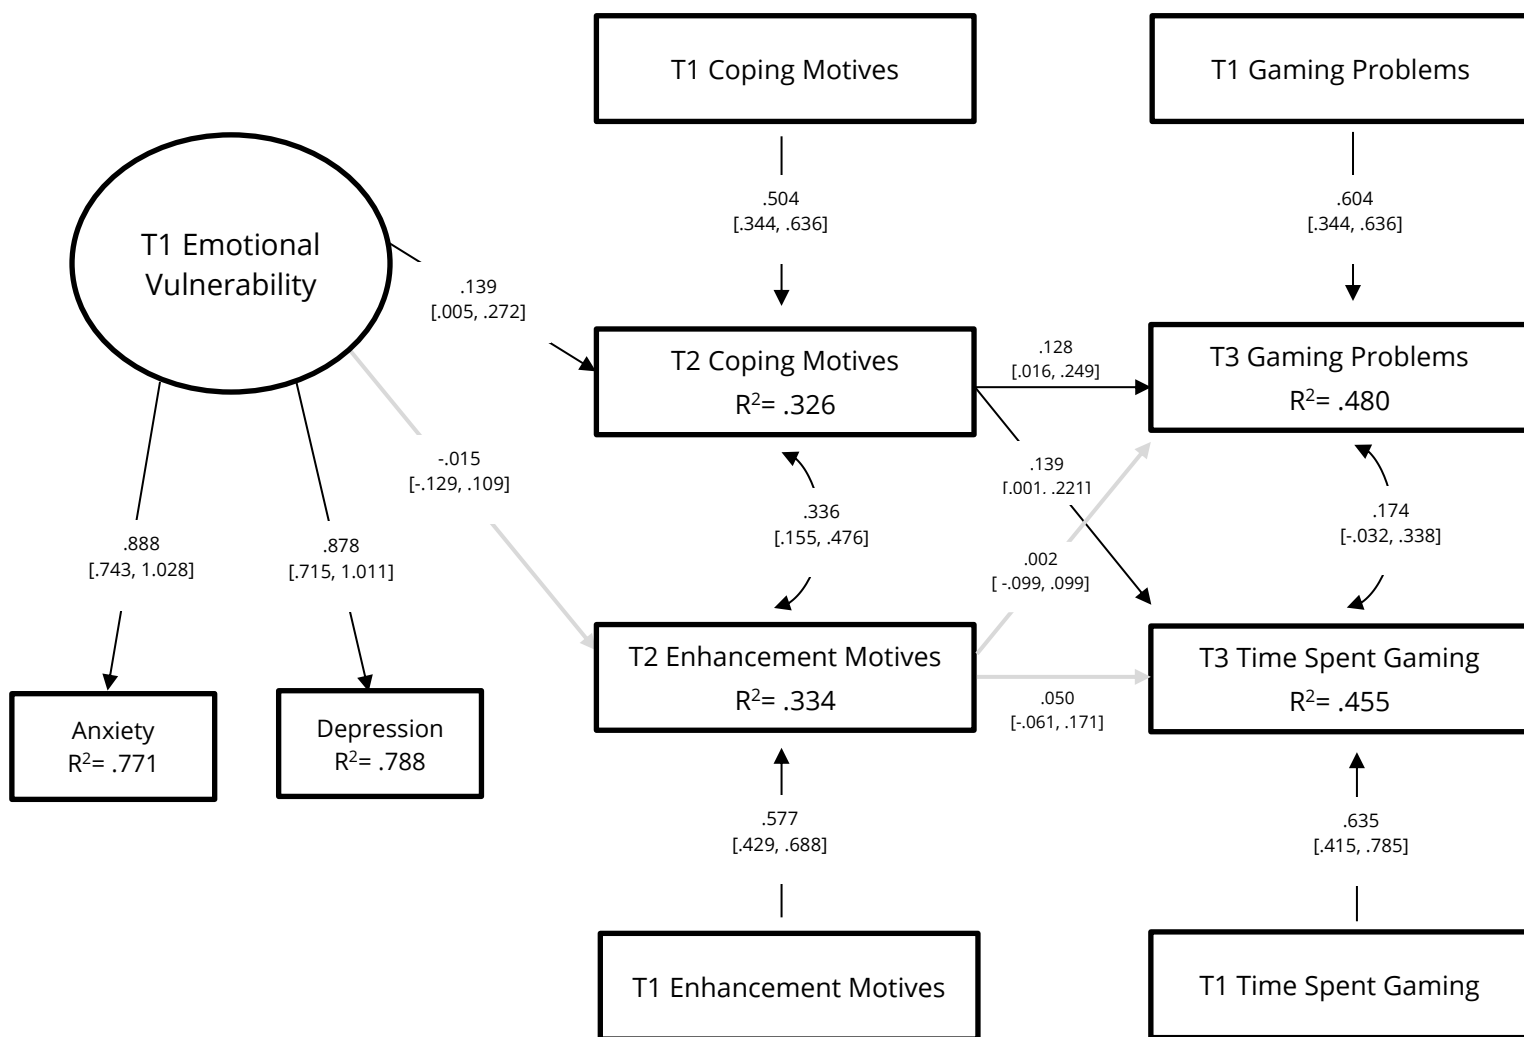 T1 Coping Motives
T1 Gaming Problems
T1 Emotional
Vulnerability
.504
[.344, .636]
.604
[.344, .636]
.139
[.005, .272]
T2 Coping Motives
R²= .326
.128
[.016, .249]
T3 Gaming Problems
R²= .480
-.015
[-.129, .109]
.139
[.001, .221]
.336
[.155, .476]
.174
[-.032, .338]
.888
[.743, 1.028]
.878
[.715, 1.011]
.002
[ -.099, .099]
T2 Enhancement Motives
R²= .334
T3 Time Spent Gaming
R²= .455
.050
[-.061, .171]
Anxiety
R²= .771
Depression
R²= .788
.577
[.429, .688]
.635
[.415, .785]
T1 Enhancement Motives
T1 Time Spent Gaming